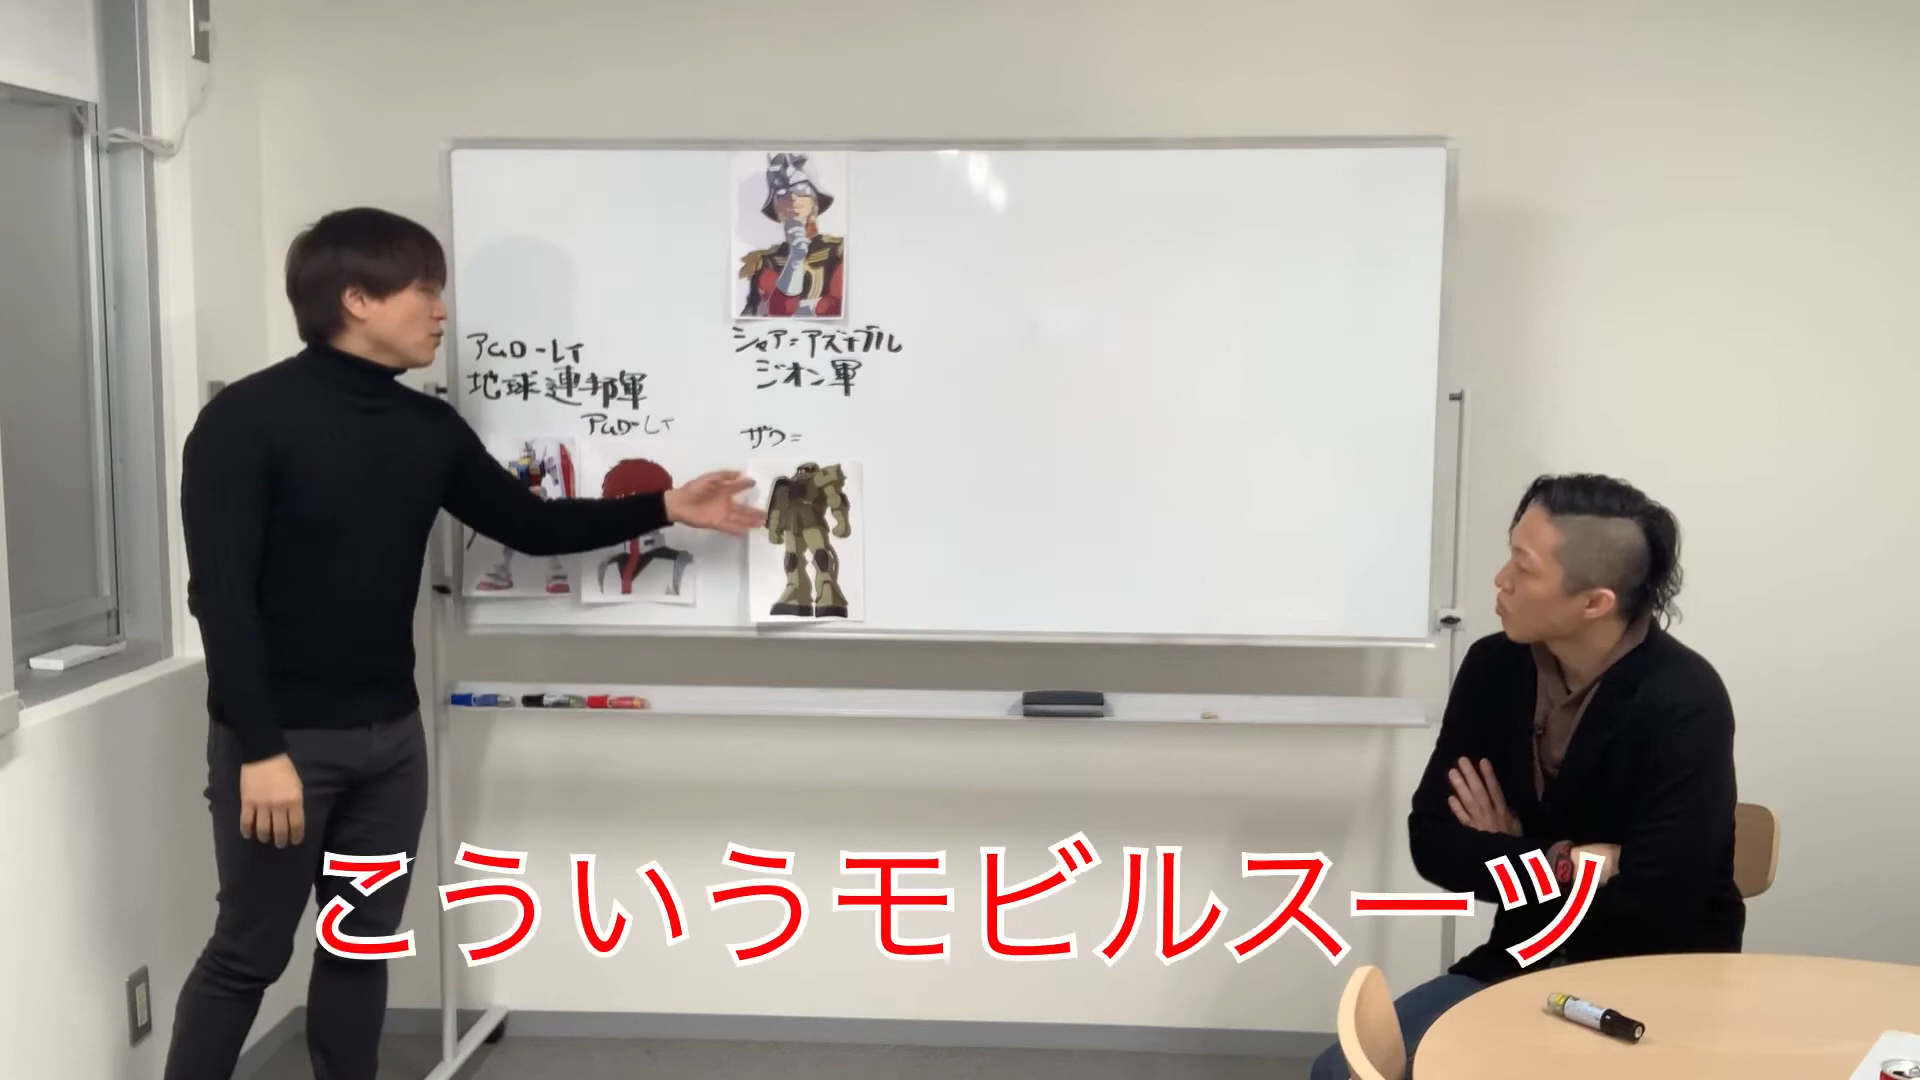 アムロ-レイ
地球連邦軍
アムロ-レイ
シャア=アズナブル
ジオン軍
ザク=
こういうモビルスーツ